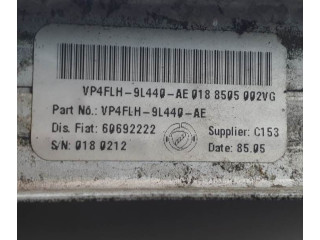 VP4FLH-9L440-AE 018 8505 002VG
Part No.: VP4FLH-9L440-AE
Dis. Fiat: 60692222
Supplier: C153
S/N: 018 0212
Date: 85.05